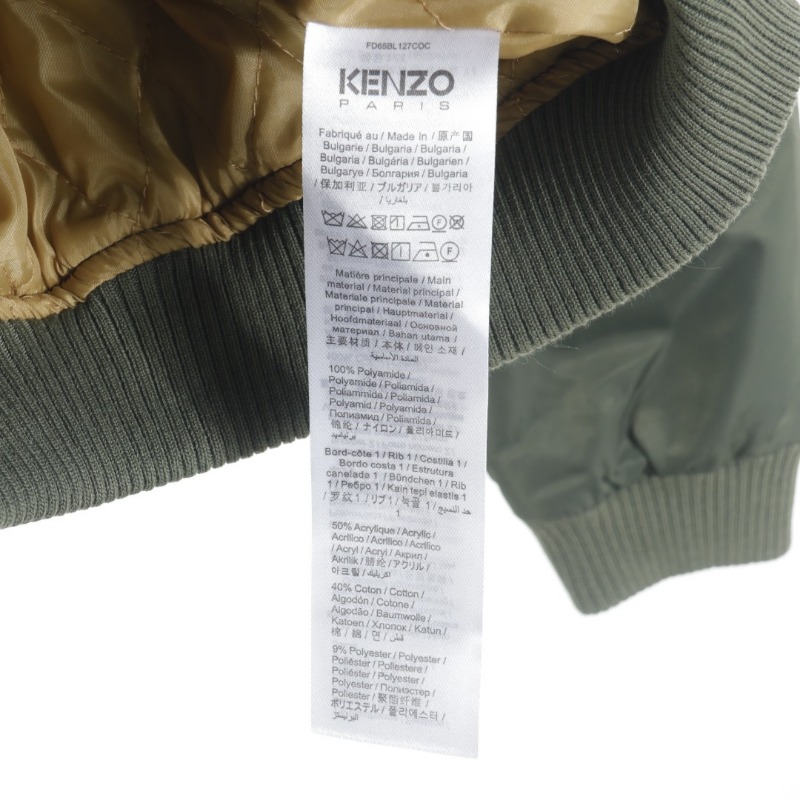 FD65BL127COC
KENZO
PARIS
Fabriqué au / Made in / 原产国
Bulgarie / Bulgaria / Bulgaria /
Bulgaria / Bulgária / Bulgarien /
Bulgarye / Болгария / Bulgaria
/ 保加利亚 / ブルガリア / 불가리아
/ بلغاريا
Matière principale / Main
material / Material principal /
Materiale principale / Material
principal / Hauptmaterial /
Hoofdmateriaal / Основной
материал / Bahan utama /
主要材质 / 本体 / 메인 소재 /
المادة الأساسية
100% Polyamide /
Polyamide / Poliamida /
Poliammide / Poliamida /
Polyamid / Polyamide /
Полиамид / Poliamida /
锦纶 / ナイロン / 폴리아미드 /
Bord-côte 1 / Rib 1 / Costilla 1 /
Bordo costa 1 / Estrutura
canelada 1 / Bündchen 1 / Rib
1 / Ребро 1 / Kain tepi elastis 1
/ 罗纹 1 / リブ 1 / 늑골 1 /
1
50% Acrylique / Acrylic /
Acrílico / Acrilico / Acrílico
/ Acryl / Acryl / Акрил /
Akrilik / 腈纶 / アクリル /
아크릴 / اكريليك
40% Coton / Cotton /
Algodón / Cotone /
Algodão / Baumwolle /
Katoen / Хлопок / Katun /
棉 / 綿 / 면 / قطن
9% Polyester / Polyester /
Poliéster / Poliestere /
Poliéster / Polyester /
Polyester / Полиэстер /
Poliester / 聚酯纤维 /
ポリエステル / 폴리에스터 /
البوليستر